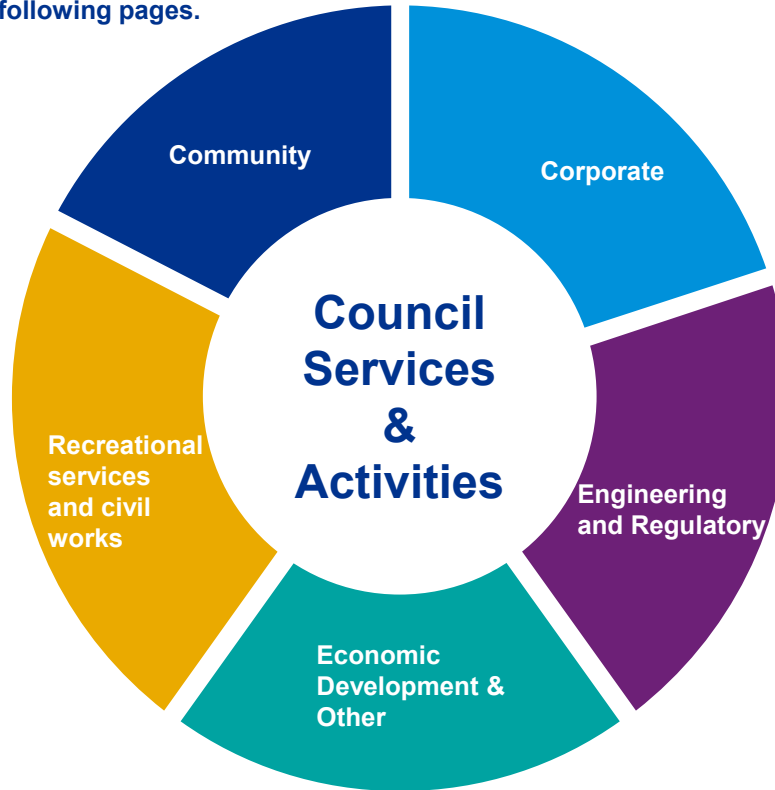 following pages.
Community
Corporate
Council
Services
&
Activities
Recreational
services
and civil
works
Engineering
and Regulatory
Economic
Development &
Other